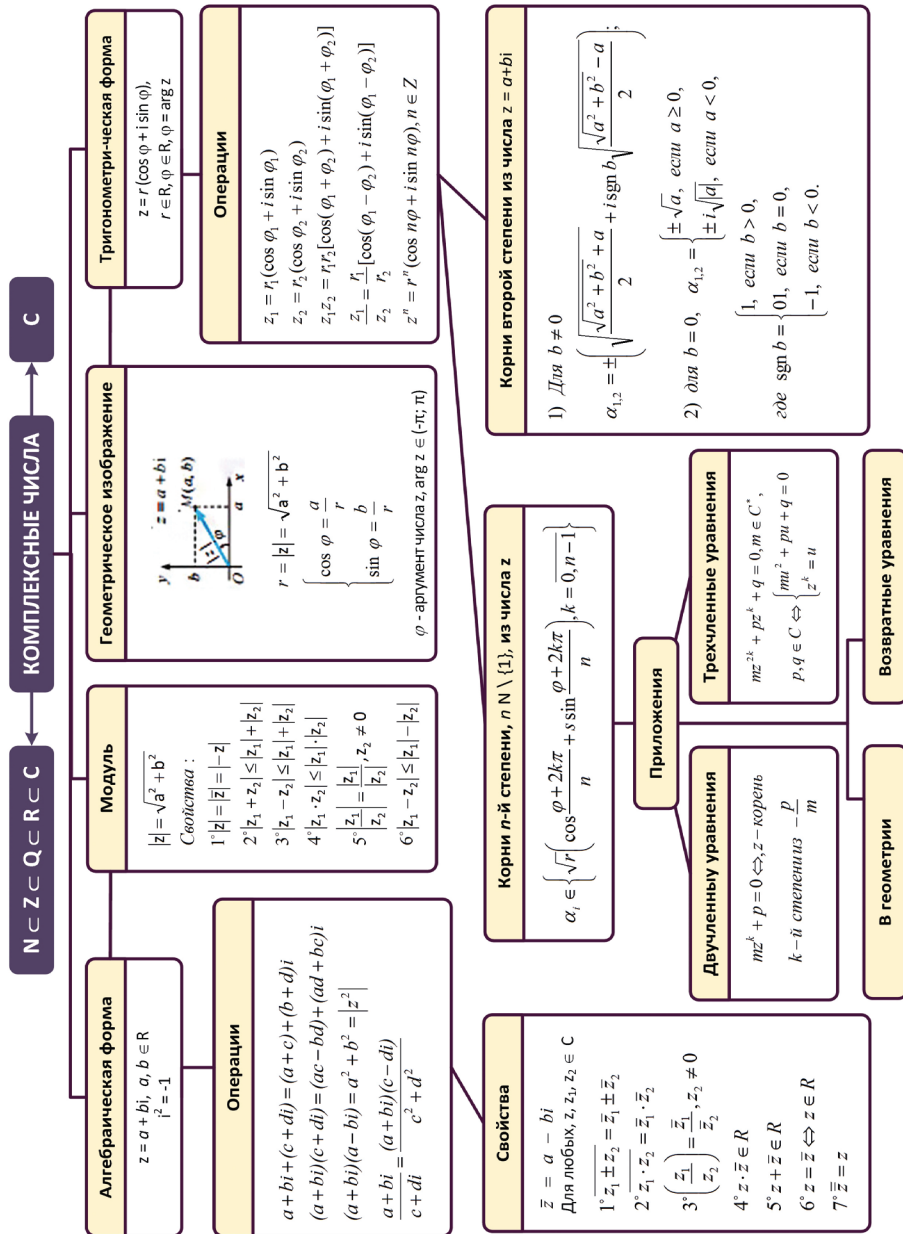 N ⊂ Z ⊂ Q ⊂ R ⊂ C
КОМПЛЕКСНЫЕ ЧИСЛА
C
Алгебраическая форма
z = a + bi, a, b ∈ R
i² = -1
Операции
a + bi + (c + di) = (a + c) + (b + d)i
(a + bi)(c + di) = (ac − bd) + (ad + bc)i
(a + bi)(a − bi) = a² + b² = |z²|
(a + bi)/(c + di) = (a + bi)(c − di)/(c² + d²)
Свойства
z̅ = a − bi
Для любых, z, z₁, z₂ ∈ C
1° \overline{z₁ ± z₂} = z̅₁ ± z̅₂
2° \overline{z₁ · z₂} = z̅₁ · z̅₂
3° \overline{(z₁/z₂)} = z̅₁/z̅₂, z₂ ≠ 0
4° z · z̅ ∈ R
5° z + z̅ ∈ R
6° z = z̅ ⇔ z ∈ R
7° \overline{z̅} = z
Модуль
|z| = √(a² + b²)
Свойства :
1° |z| = |z̅| = |−z|
2° |z₁ + z₂| ≤ |z₁| + |z₂|
3° |z₁ − z₂| ≤ |z₁| + |z₂|
4° |z₁ · z₂| ≤ |z₁| · |z₂|
5° |z₁/z₂| = |z₁|/|z₂|, z₂ ≠ 0
6° |z₁ − z₂| ≤ |z₁| − |z₂|
Геометрическое изображение
y
z = a + bi
b
M(a, b)
|z|
φ
O
a
x
r = |z| = √(a² + b²)
cos φ = a/r
sin φ = b/r
φ - аргумент числа z, arg z ∈ (-π; π)
Тригонометри-ческая форма
z = r (cos φ + i sin φ),
r ∈ R, φ ∈ R, φ = arg z
Операции
z₁ = r₁(cos φ₁ + i sin φ₁)
z₂ = r₂(cos φ₂ + i sin φ₂)
z₁z₂ = r₁r₂[cos(φ₁ + φ₂) + i sin(φ₁ + φ₂)]
z₁/z₂ = r₁/r₂ [cos(φ₁ − φ₂) + i sin(φ₁ − φ₂)]
zⁿ = rⁿ(cos nφ + i sin nφ), n ∈ Z
Корни n-й степени, n N \ {1}, из числа z
αᵢ ∈ {√r (cos (φ + 2kπ)/n + s sin (φ + 2kπ)/n), k = \overline{0, n − 1}}
Корни второй степени из числа z = a+bi
1) Для b ≠ 0
α₁,₂ = ±(√((√(a² + b²) + a)/2) + i sgn b √((√(a² + b²) − a)/2));
2) для b = 0, α₁,₂ = { ±√a, если a ≥ 0,
±i√|a|, если a < 0,
где sgn b = { 1, если b > 0,
01, если b = 0,
−1, если b < 0.
Приложения
Двучленныу уравнения
mzᵏ + p = 0 ⇔, z − корень
k − й степени из − p/m
Трехчленные уравнения
mz²ᵏ + pzᵏ + q = 0, m ∈ C*,
p, q ∈ C ⇔ { mu² + pu + q = 0
zᵏ = u
В геометрии
Возвратные уравнения